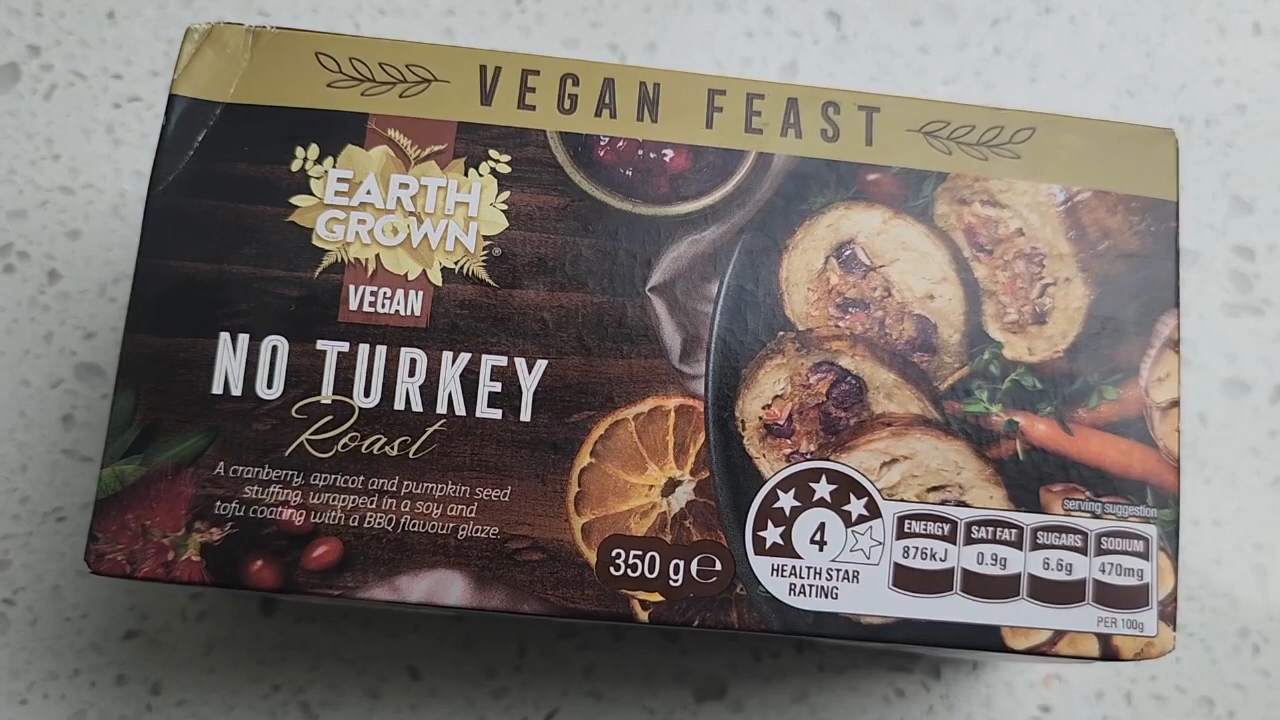 VEGAN FEAST
EARTH
GROWN
®
VEGAN
NO TURKEY
Roast
A cranberry, apricot and pumpkin seed
stuffing, wrapped in a soy and
tofu coating with a BBQ flavour glaze.
350 g ℮
serving suggestion
4
HEALTH STAR
RATING
ENERGY
876kJ
SAT FAT
0.9g
SUGARS
6.6g
SODIUM
470mg
PER 100g